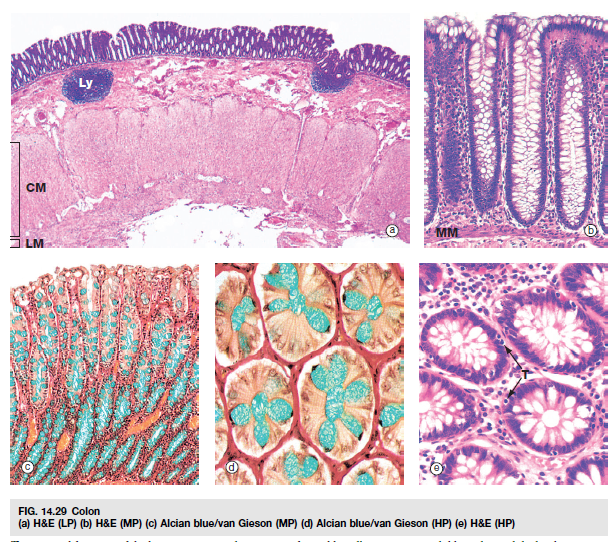 Ly
CM
LM
a
MM
b
c
d
T
e
FIG. 14.29 Colon
(a) H&E (LP) (b) H&E (MP) (c) Alcian blue/van Gieson (MP) (d) Alcian blue/van Gieson (HP) (e) H&E (HP)